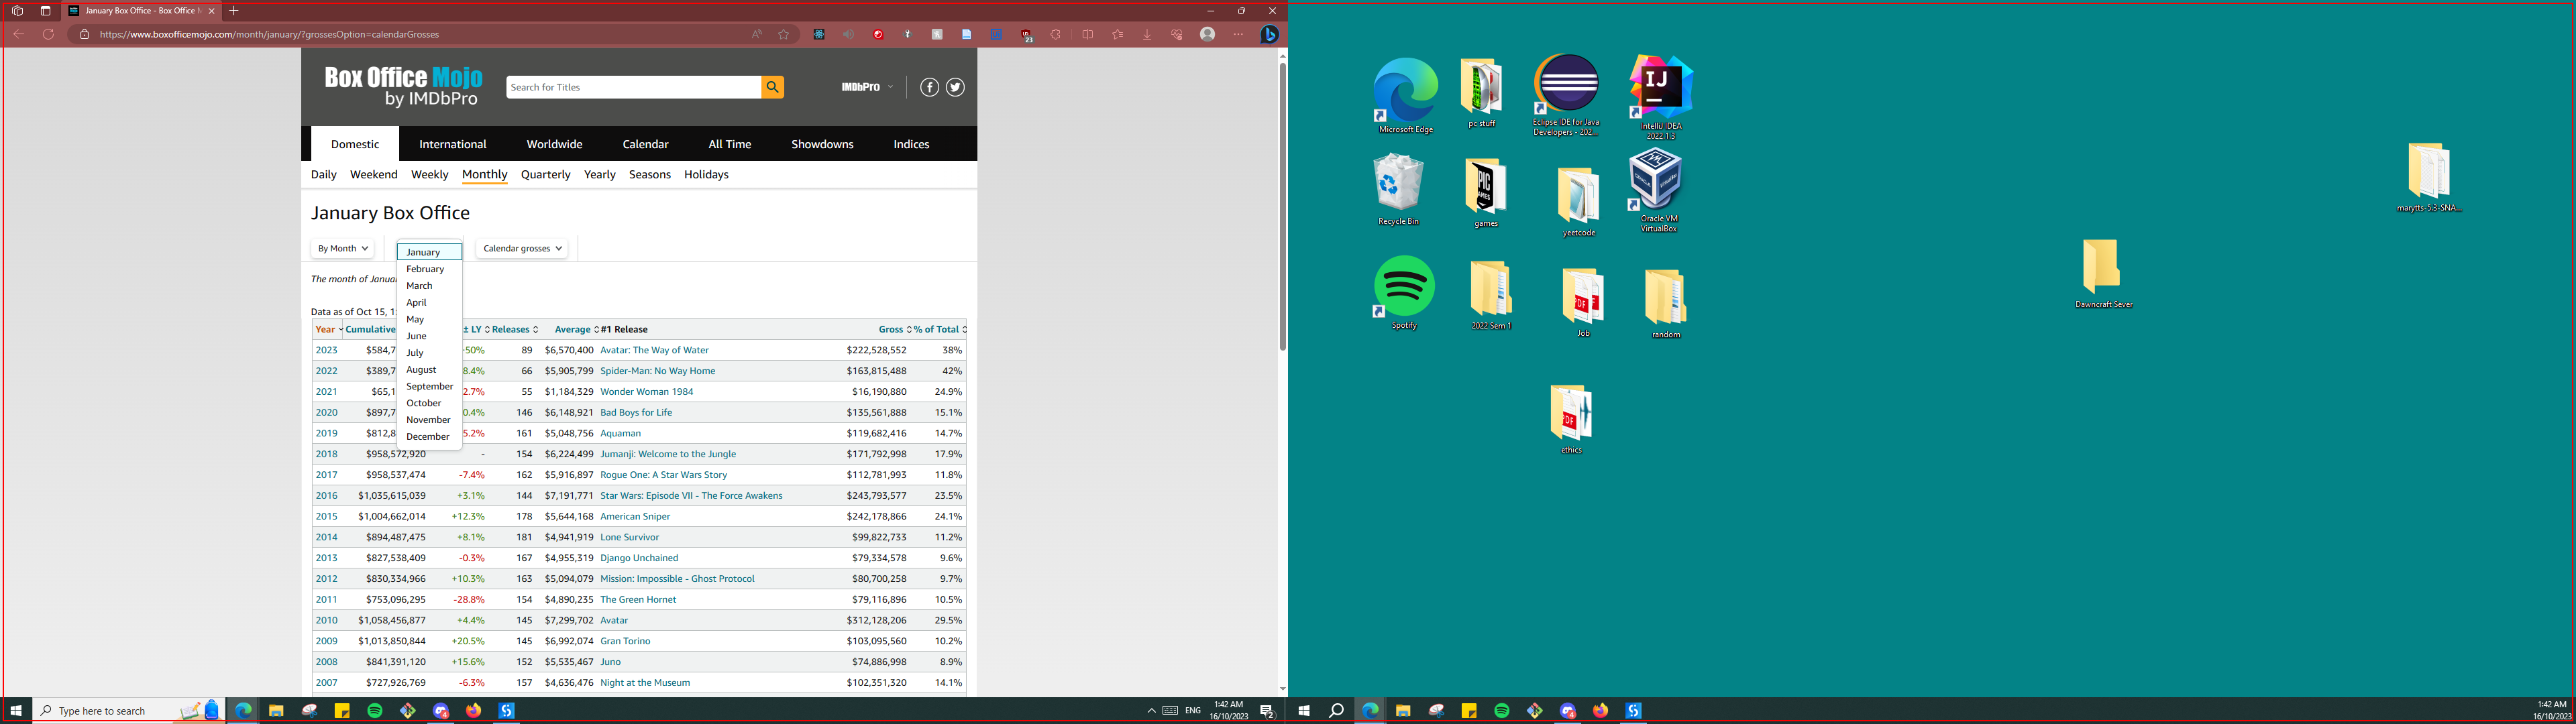 January Box Office - Box Office M
https://www.boxofficemojo.com/month/january/?grossesOption=calendarGrosses
23
Box Office Mojo
by IMDbPro
Search for Titles
IMDbPro
Domestic International Worldwide Calendar All Time Showdowns Indices
Daily Weekend Weekly Monthly Quarterly Yearly Seasons Holidays
January Box Office
By Month
Calendar grosses
January
February
March
April
May
June
July
August
September
October
November
December
The month of Januar
Data as of Oct 15, 1
Year Cumulative ± LY Releases Average #1 Release Gross % of Total
2023 $584,7 50% 89 $6,570,400 Avatar: The Way of Water $222,528,552 38%
2022 $389,7 8.4% 66 $5,905,799 Spider-Man: No Way Home $163,815,488 42%
2021 $65,1 2.7% 55 $1,184,329 Wonder Woman 1984 $16,190,880 24.9%
2020 $897,7 0.4% 146 $6,148,921 Bad Boys for Life $135,561,888 15.1%
2019 $812,8 5.2% 161 $5,048,756 Aquaman $119,682,416 14.7%
2018 $958,572,920 - 154 $6,224,499 Jumanji: Welcome to the Jungle $171,792,998 17.9%
2017 $958,537,474 -7.4% 162 $5,916,897 Rogue One: A Star Wars Story $112,781,993 11.8%
2016 $1,035,615,039 +3.1% 144 $7,191,771 Star Wars: Episode VII - The Force Awakens $243,793,577 23.5%
2015 $1,004,662,014 +12.3% 178 $5,644,168 American Sniper $242,178,866 24.1%
2014 $894,487,475 +8.1% 181 $4,941,919 Lone Survivor $99,822,733 11.2%
2013 $827,538,409 -0.3% 167 $4,955,319 Django Unchained $79,334,578 9.6%
2012 $830,334,966 +10.3% 163 $5,094,079 Mission: Impossible - Ghost Protocol $80,700,258 9.7%
2011 $753,096,295 -28.8% 154 $4,890,235 The Green Hornet $79,116,896 10.5%
2010 $1,058,456,877 +4.4% 145 $7,299,702 Avatar $312,128,206 29.5%
2009 $1,013,850,844 +20.5% 145 $6,992,074 Gran Torino $103,095,560 10.2%
2008 $841,391,120 +15.6% 152 $5,535,467 Juno $74,886,998 8.9%
2007 $727,926,769 -6.3% 157 $4,636,476 Night at the Museum $102,351,320 14.1%
Type here to search
ENG
1:42 AM
16/10/2023
2
Microsoft Edge
pc stuff
Eclipse IDE for Java
Developers - 202...
IJ
IntelliJ IDEA
2022.1.3
Recycle Bin
games
yeetcode
Oracle VM
VirtualBox
Spotify
2022 Sem 1
PDF
Job
random
PDF
ethics
marytts-5.3-SNA...
Dawncraft Sever
1:42 AM
16/10/2023